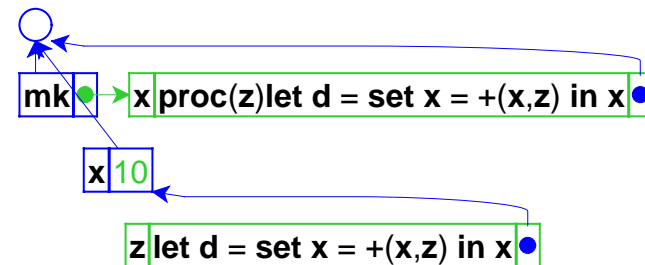 mk x proc(z)let d = set x = +(x,z) in x
x 10
z let d = set x = +(x,z) in x